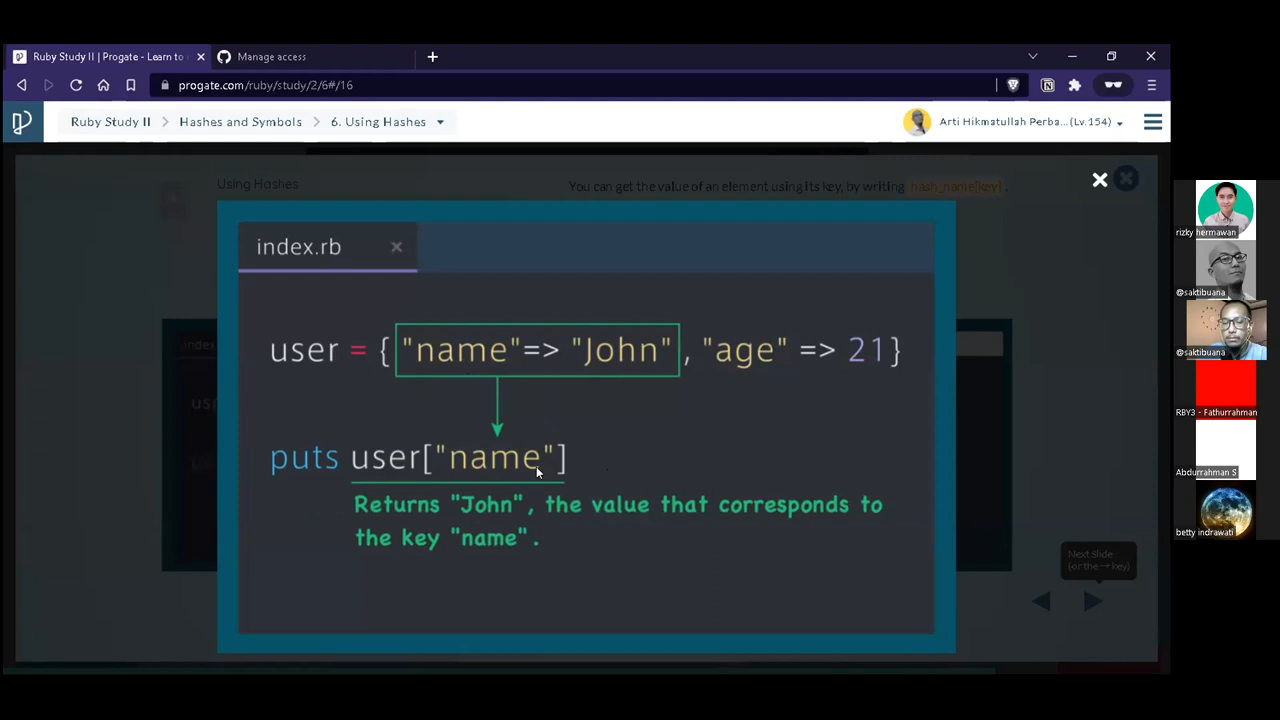 Ruby Study II | Progate - Learn to
Manage access
progate.com/ruby/study/2/6#/16
Ruby Study II
Hashes and Symbols
6. Using Hashes
Arti Hikmatullah Perba...(Lv.154)
Using Hashes
You can get the value of an element using its key, by writing hash_name[key] .
index.rb
user = { "name"=> "John" , "age" => 21}
puts user["name"]
Returns "John", the value that corresponds to
the key "name".
Next Slide
(or the → key)
rizky hermawan
@saktibuana
@saktibuana
RBY3 - Fathurrahman
Abdurrahman S
betty indrawati